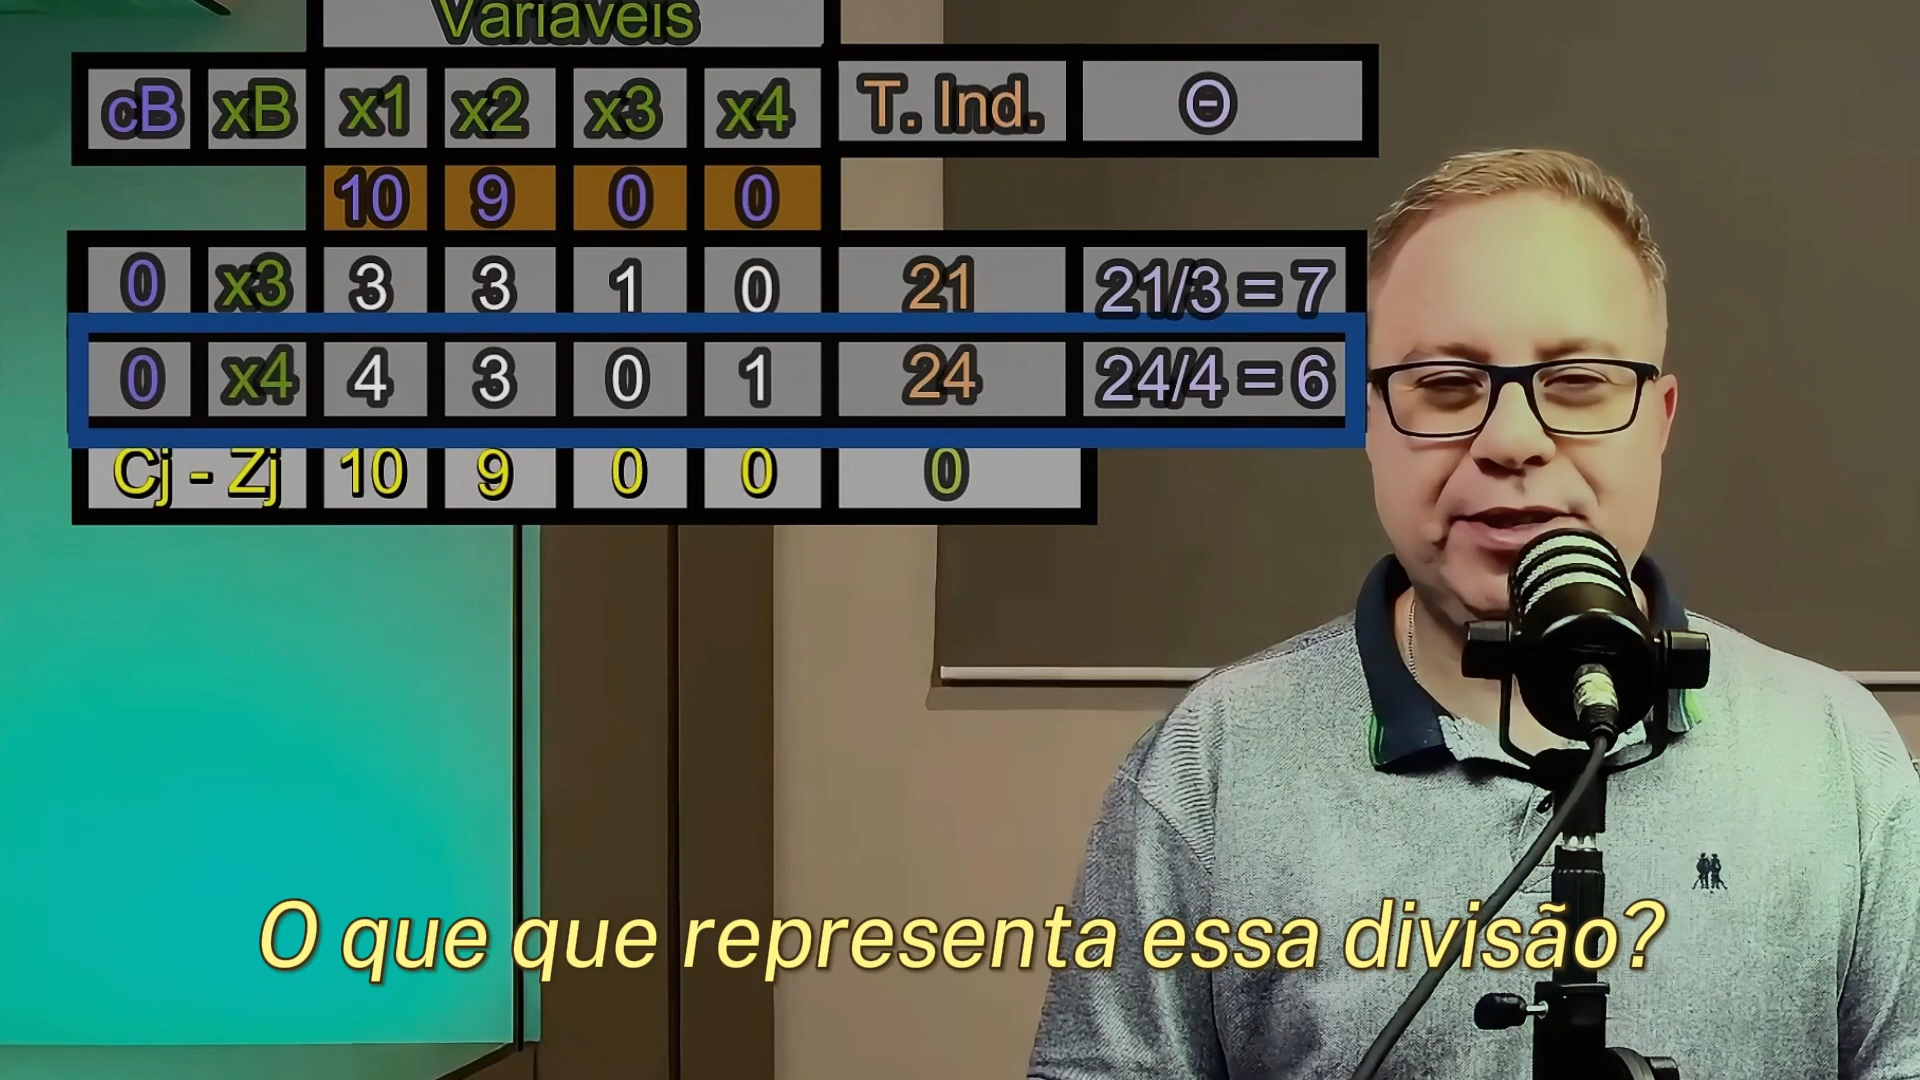 Variáveis
cB xB x1 x2 x3 x4 T. Ind. Θ
10 9 0 0
0 x3 3 3 1 0 21 21/3 = 7
0 x4 4 3 0 1 24 24/4 = 6
Cj - Zj 10 9 0 0 0
O que que representa essa divisão?